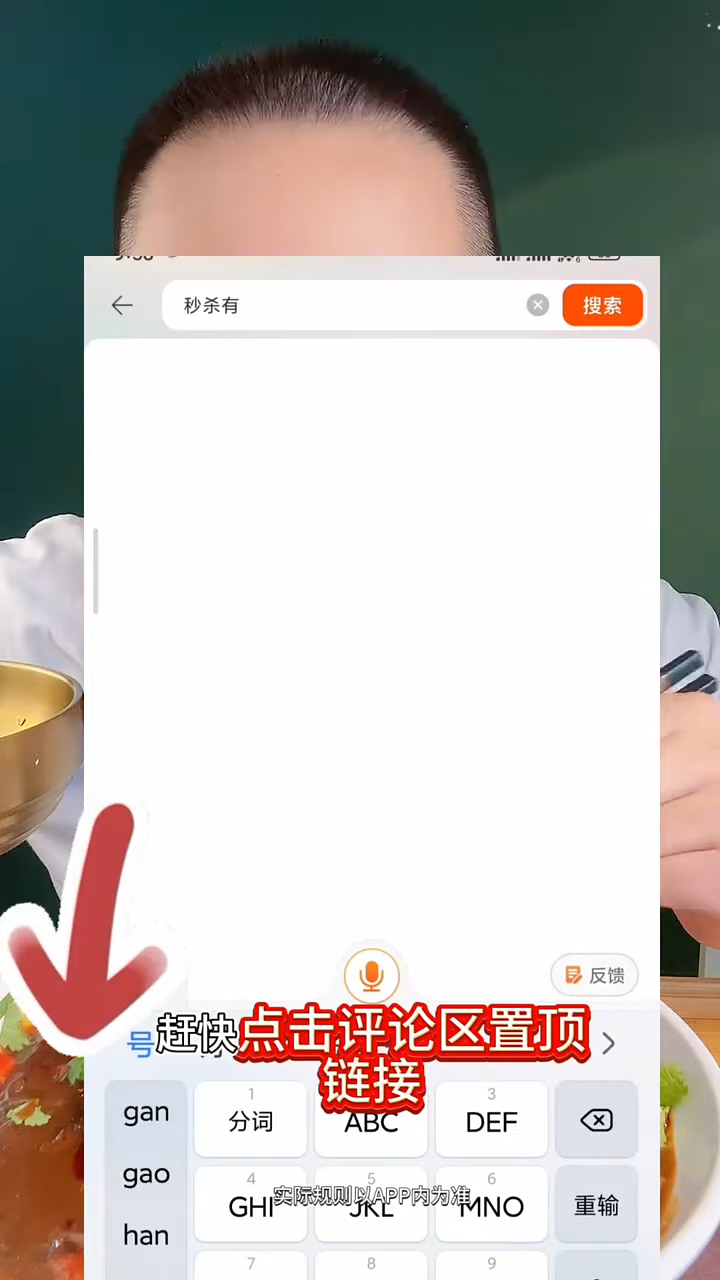 秒杀有
搜索
反馈
号
赶快点击评论区置顶
链接
gan
gao
han
1
分词
ABC
3
DEF
4
GHI
5
JKL
6
MNO
重输
实际规则以APP内为准
7
8
9